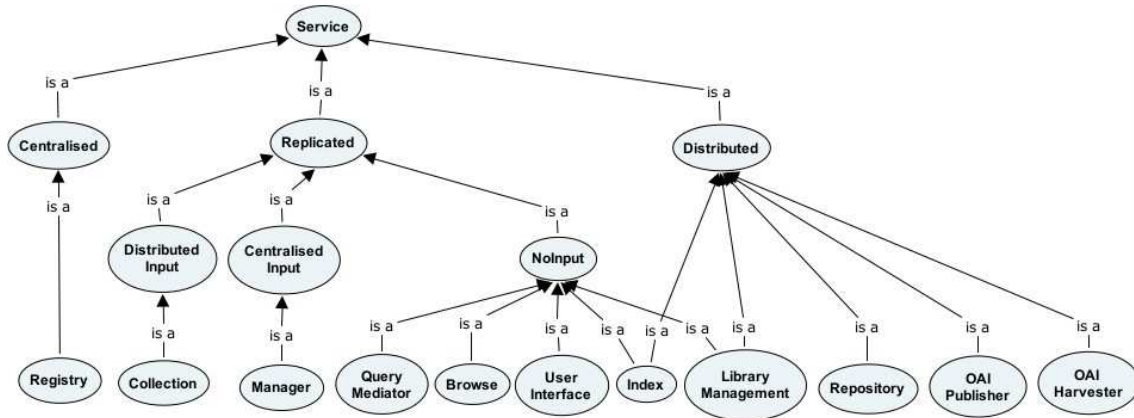 Service
is a
is a
is a
Centralised
Replicated
Distributed
is a
is a
is a
is a
Distributed
Input
Centralised
Input
NoInput
is a
is a
is a
is a
is a
is a
is a
is a
is a
is a
is a
is a
Registry
Collection
Manager
Query
Mediator
Browse
User
Interface
Index
Library
Management
Repository
OAI
Publisher
OAI
Harvester